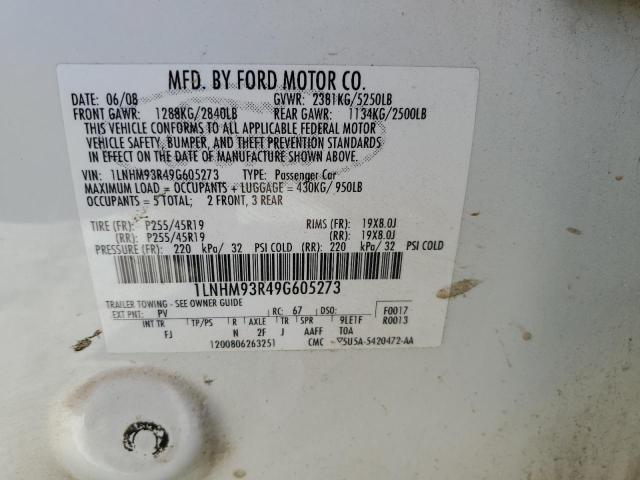 MFD. BY FORD MOTOR CO.
DATE: 06/08 GVWR: 2381KG/5250LB
FRONT GAWR: 1288KG/2840LB REAR GAWR: 1134KG/2500LB
THIS VEHICLE CONFORMS TO ALL APPLICABLE FEDERAL MOTOR
VEHICLE SAFETY, BUMPER, AND THEFT PREVENTION STANDARDS
IN EFFECT ON THE DATE OF MANUFACTURE SHOWN ABOVE.
VIN: 1LNHM93R49G605273 TYPE: Passenger Car
MAXIMUM LOAD = OCCUPANTS + LUGGAGE = 430KG/950LB
OCCUPANTS = 5 TOTAL: 2 FRONT, 3 REAR
TIRE (FR): P255/45R19 RIMS (FR): 19X8.0J
(RR): P255/45R19 (RR): 19X8.0J
PRESSURE (FR): 220 kPa/ 32 PSI COLD (RR): 220 kPa/ 32 PSI COLD
1LNHM93R49G605273
TRAILER TOWING - SEE OWNER GUIDE
EXT PNT: PV RC: 67 F0017
INT TR TP/PS R AXLE TR SPR 9LE1F R0013
FJ N 2F J AAFF TOA
1200806263251 CMC ▽5U5A-5420472-AA